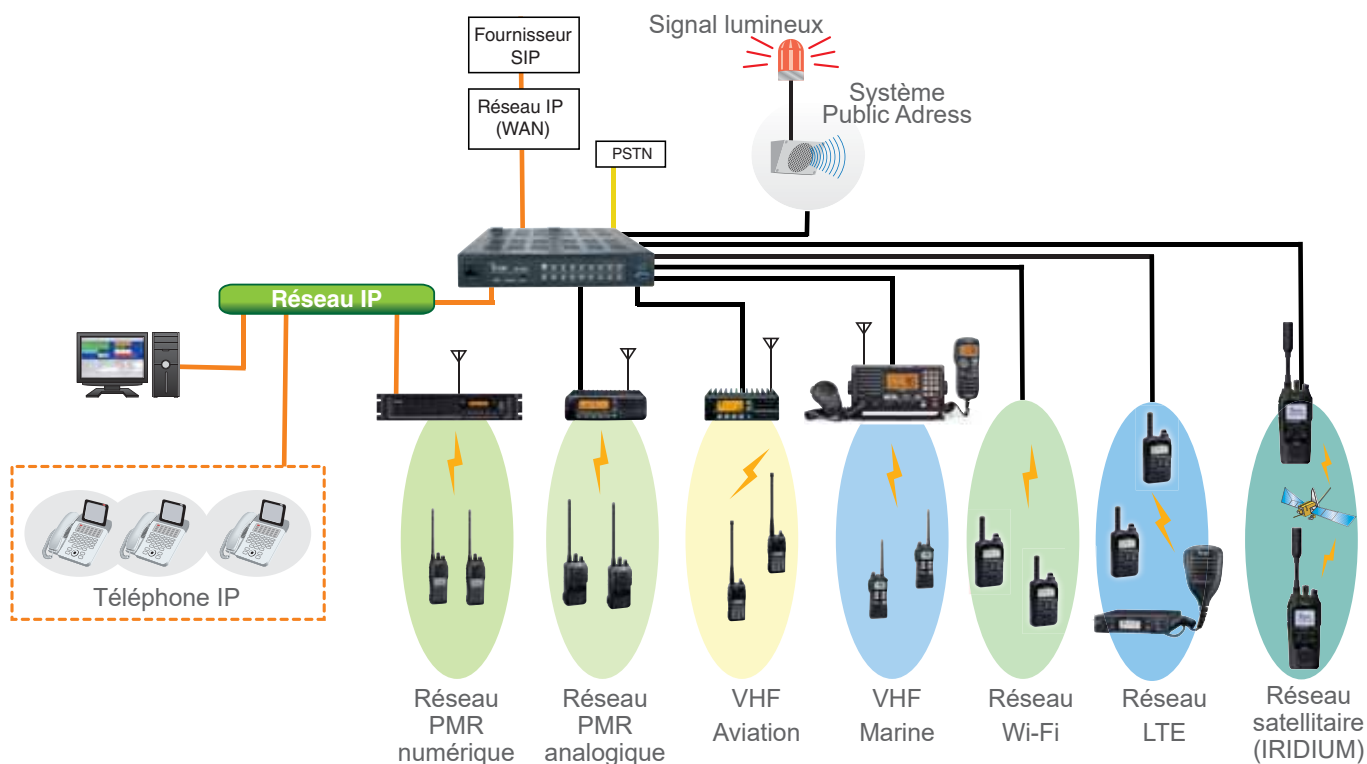 Fournisseur
SIP
Signal lumineux
Réseau IP
(WAN)
Système
Public Adress
PSTN
Réseau IP
Téléphone IP
Réseau
PMR
numérique
Réseau
PMR
analogique
VHF
Aviation
VHF
Marine
Réseau
Wi-Fi
Réseau
LTE
Réseau
satellitaire
(IRIDIUM)